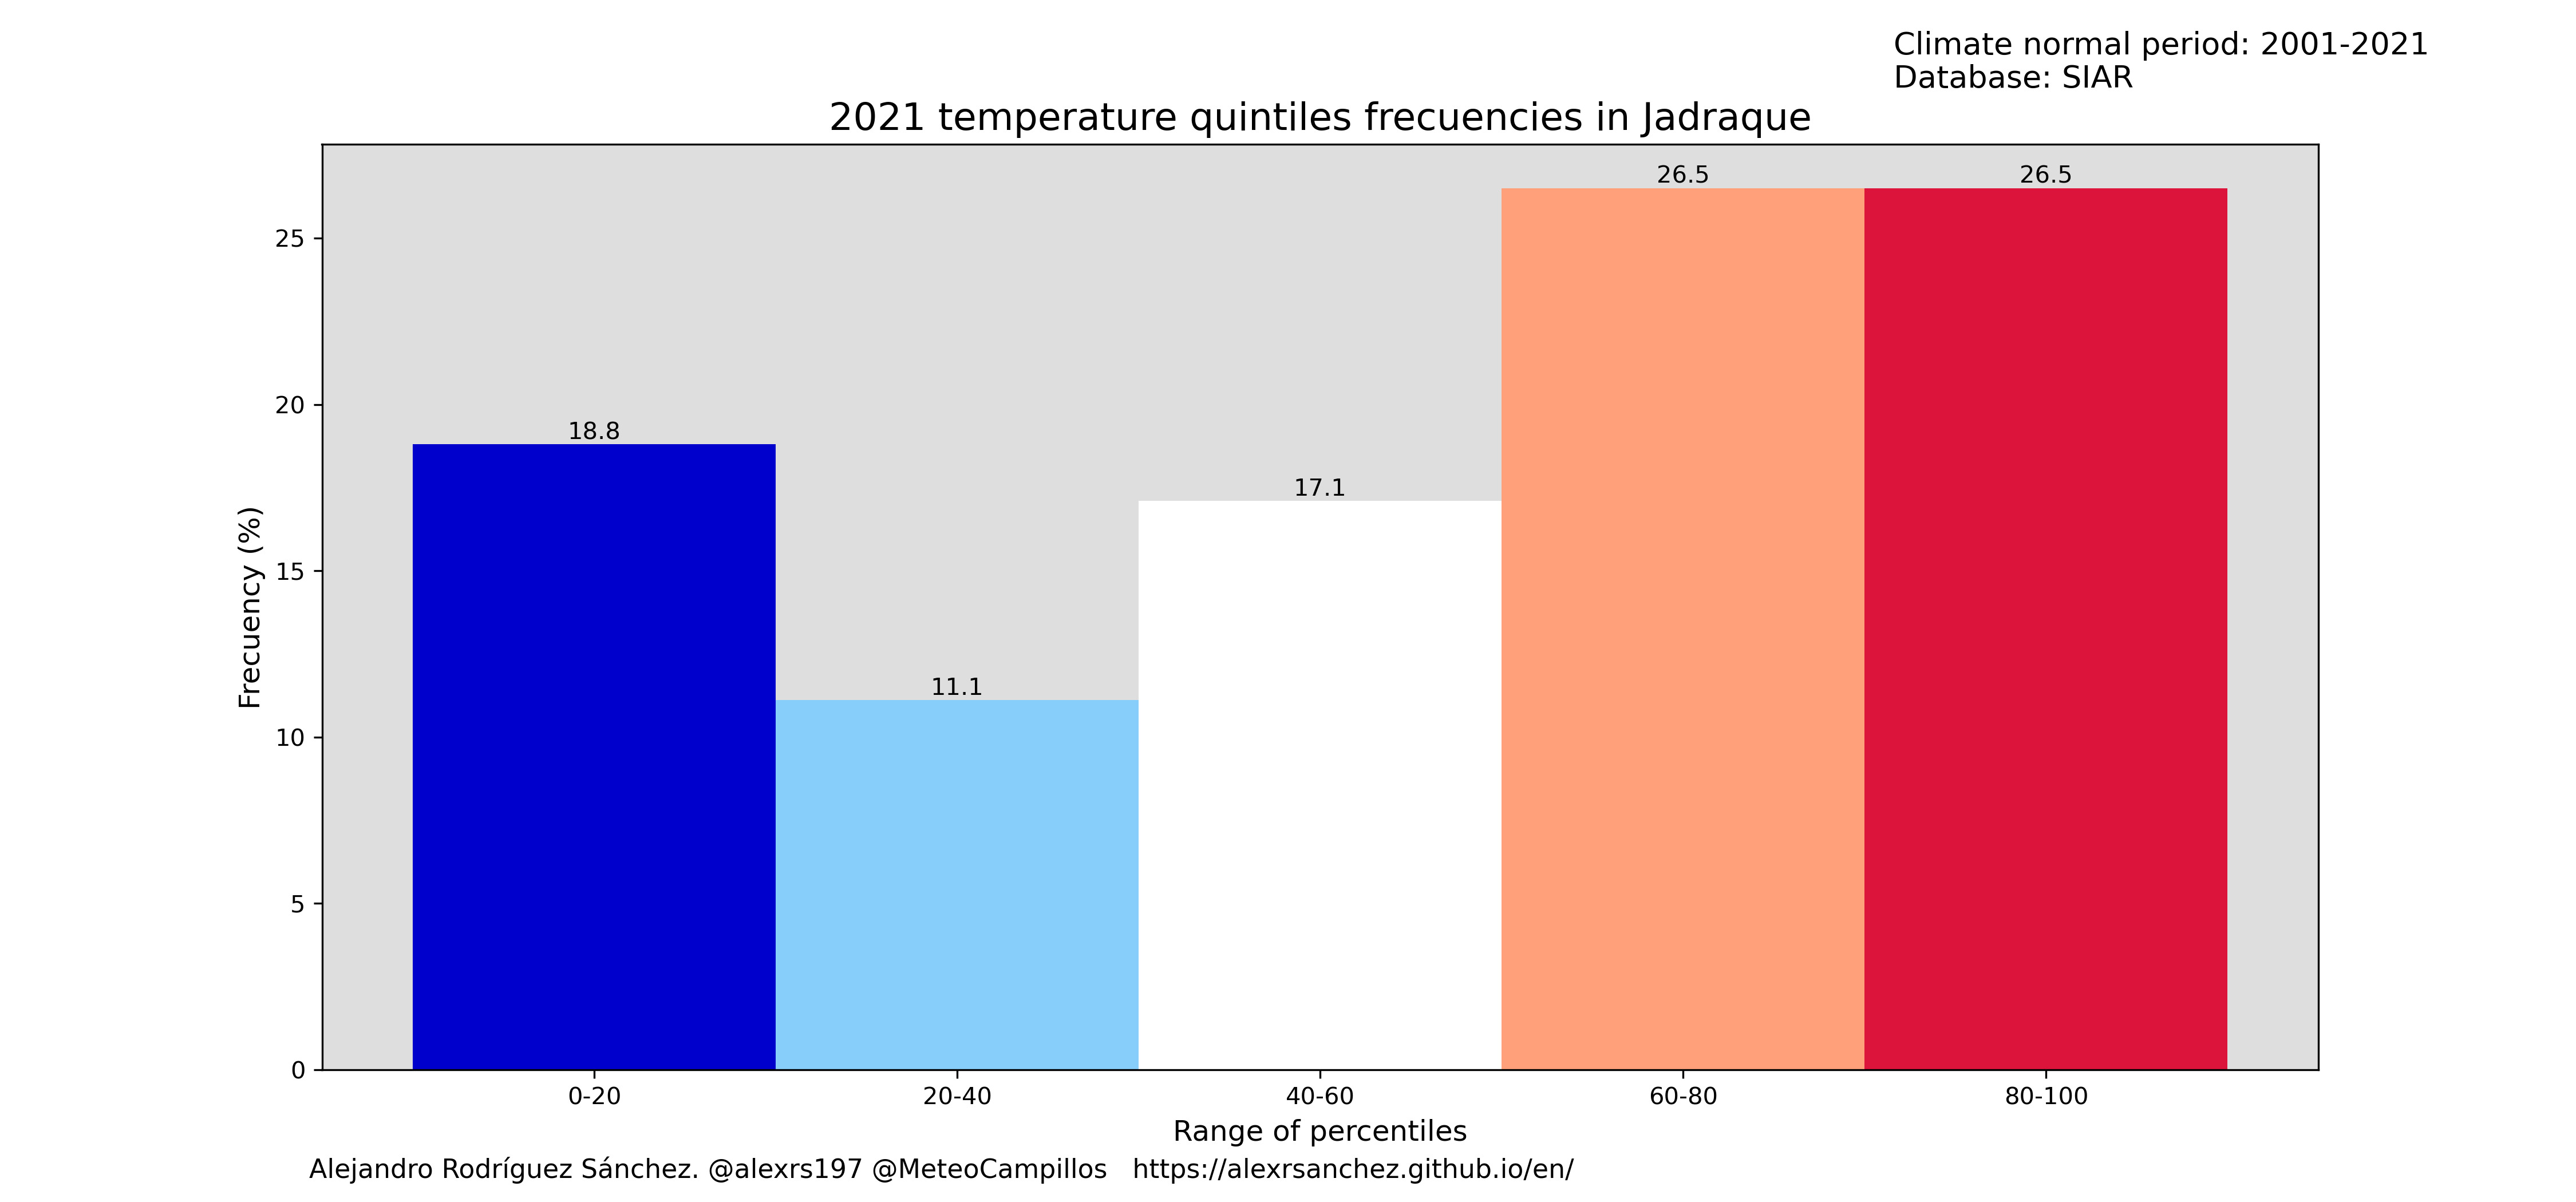 Climate normal period: 2001-2021
Database: SIAR
2021 temperature quintiles frecuencies in Jadraque
26.5
26.5
25
20
18.8
17.1
Frecuency (%)
15
11.1
10
5
0
0-20
20-40
40-60
60-80
80-100
Range of percentiles
Alejandro Rodríguez Sánchez. @alexrs197 @MeteoCampillos https://alexrsanchez.github.io/en/